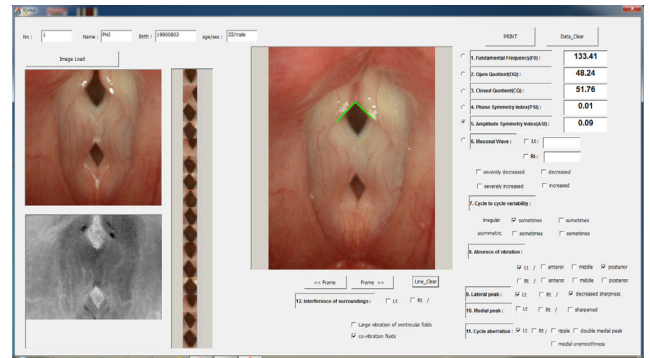 Kymo
No : 1 Name : PHJ Birth : 19800803 age/sex : 35/male
PRINT Data_Clear
Image Load
1. Fundamental Frequency(F0) : 133.41
2. Open Quotient(OQ) : 48.24
3. Closed Quotient(CQ) : 51.76
4. Phase Symmetry Index(PSI) : 0.01
5. Amplitude Symmetry Index(ASI) : 0.09
6. Mucosal Wave : Lt :
Rt :
severely decreased decreased
severely increased increased
7. Cycle to cycle variability :
irregular sometimes sometimes
asymmetric sometimes sometimes
8. Absence of vibration :
Lt / anteror middle posteror
Rt / anteror middle posteror
<< Frame Frame >> Line_Clear
9. Lateral peak : Lt Rt / decreased sharpness
12. Interference of surroundings : Lt Rt /
10. Medial peak : Lt Rt / sharpened
Large vibration of ventricular folds
11. Cycle aberration : Lt Rt / ripple double medial peak
co-vibration fluids
medial unsmoothness